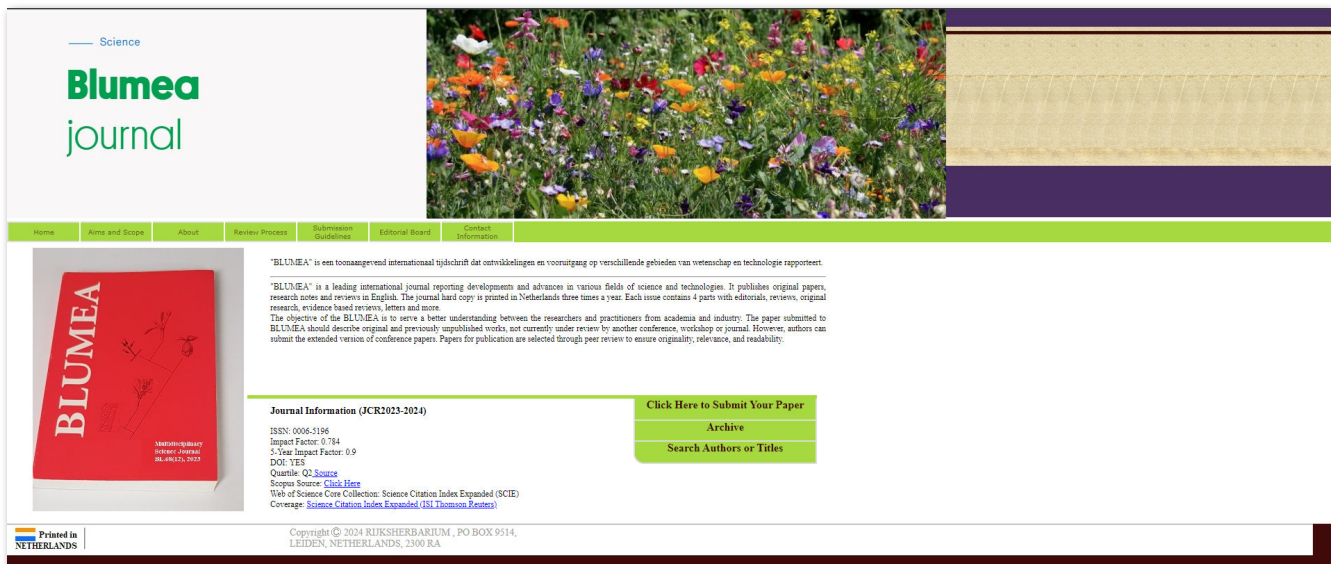 Science
Blumea
journal
Home
Aims and Scope
About
Review Process
Submission
Guidelines
Editorial Board
Contact
Information
BLUMEA
Multidisciplinary
Science Journal
BL.68(12), 2023
"BLUMEA" is een toonaangevend internationaal tijdschrift dat ontwikkelingen en vooruitgang op verschillende gebieden van wetenschap en technologie rapporteert.
"BLUMEA" is a leading international journal reporting developments and advances in various fields of science and technologies. It publishes original papers,
research notes and reviews in English. The journal hard copy is printed in Netherlands three times a year. Each issue contains 4 parts with editorials, reviews, original
research, evidence based reviews, letters and more.
The objective of the BLUMEA is to serve a better understanding between the researchers and practitioners from academia and industry. The paper submitted to
BLUMEA should describe original and previously unpublished works, not currently under review by another conference, workshop or journal. However, authors can
submit the extended version of conference papers. Papers for publication are selected through peer review to ensure originality, relevance, and readability.
Journal Information (JCR2023-2024)
ISSN: 0006-5196
Impact Factor: 0.784
5-Year Impact Factor: 0.9
DOI: YES
Quartile: Q2 Source
Scopus Source: Click Here
Web of Science Core Collection: Science Citation Index Expanded (SCIE)
Coverage: Science Citation Index Expanded (ISI Thomson Reuters)
Click Here to Submit Your Paper
Archive
Search Authors or Titles
Printed in
NETHERLANDS
Copyright © 2024 RIJKSHERBARIUM , PO BOX 9514,
LEIDEN, NETHERLANDS, 2300 RA